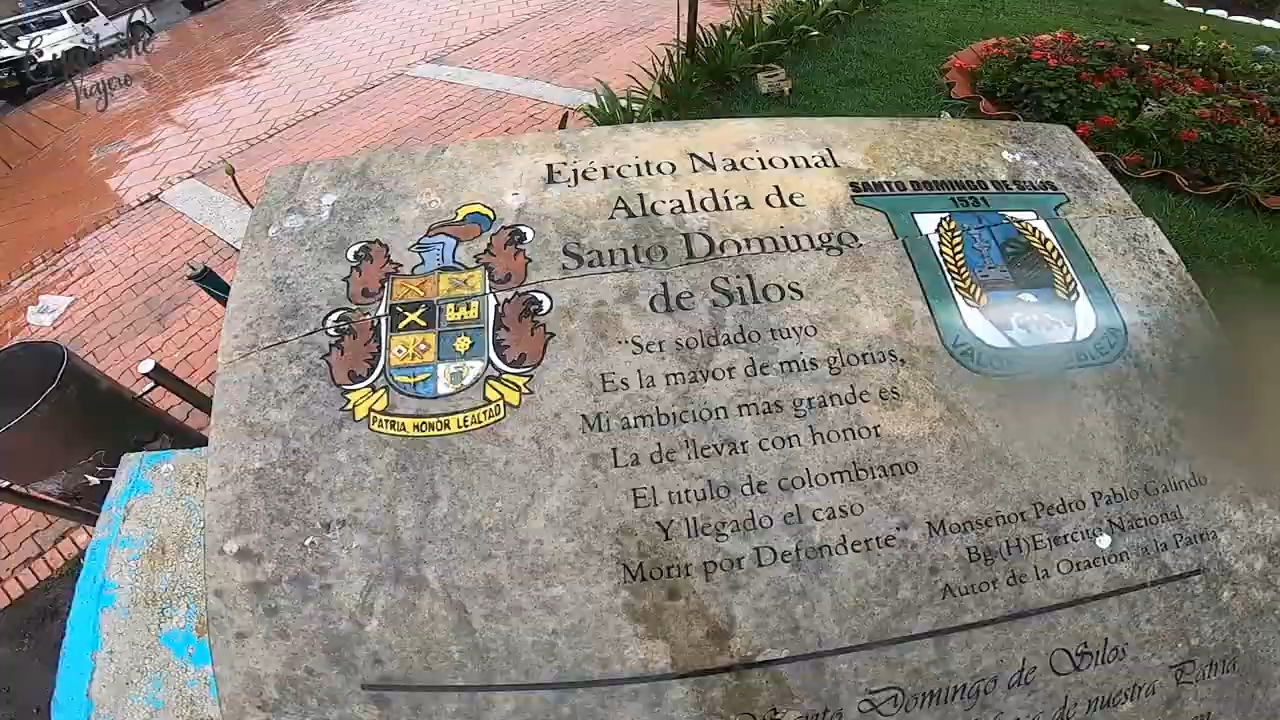 Capitoche
Viajero
Ejército Nacional
Alcaldía de
Santo Domingo
de Silos
"Ser soldado tuyo
Es la mayor de mis glorias,
Mi ambición mas grande es
La de llevar con honor
El titulo de colombiano
Y llegado el caso
Morir por Defenderte"
Monseñor Pedro Pablo Galindo
Bg.(H)Ejercito Nacional
Autor de la Oracion a la Patria
PATRIA HONOR LEALTAD
SANTO DOMINGO DE SILOS
1531
Santo Domingo de Silos
de nuestra Patria